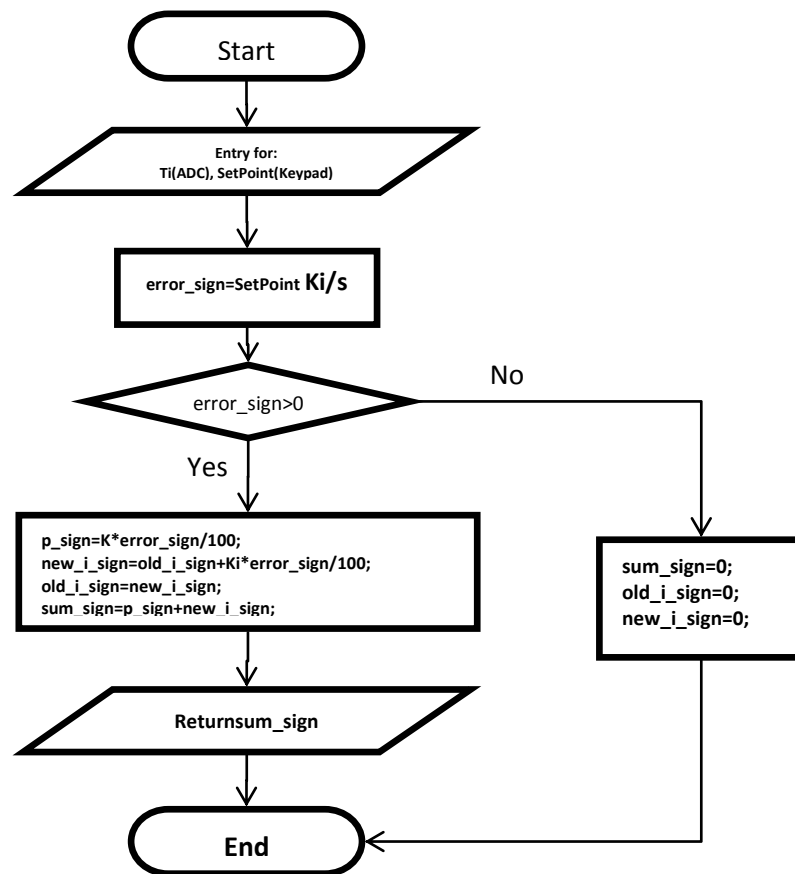 Start
Entry for:
Ti(ADC), SetPoint(Keypad)
error_sign=SetPoint Ki/s
error_sign>0
No
Yes
p_sign=K*error_sign/100;
new_i_sign=old_i_sign+Ki*error_sign/100;
old_i_sign=new_i_sign;
sum_sign=p_sign+new_i_sign;
sum_sign=0;
old_i_sign=0;
new_i_sign=0;
Returnsum_sign
End